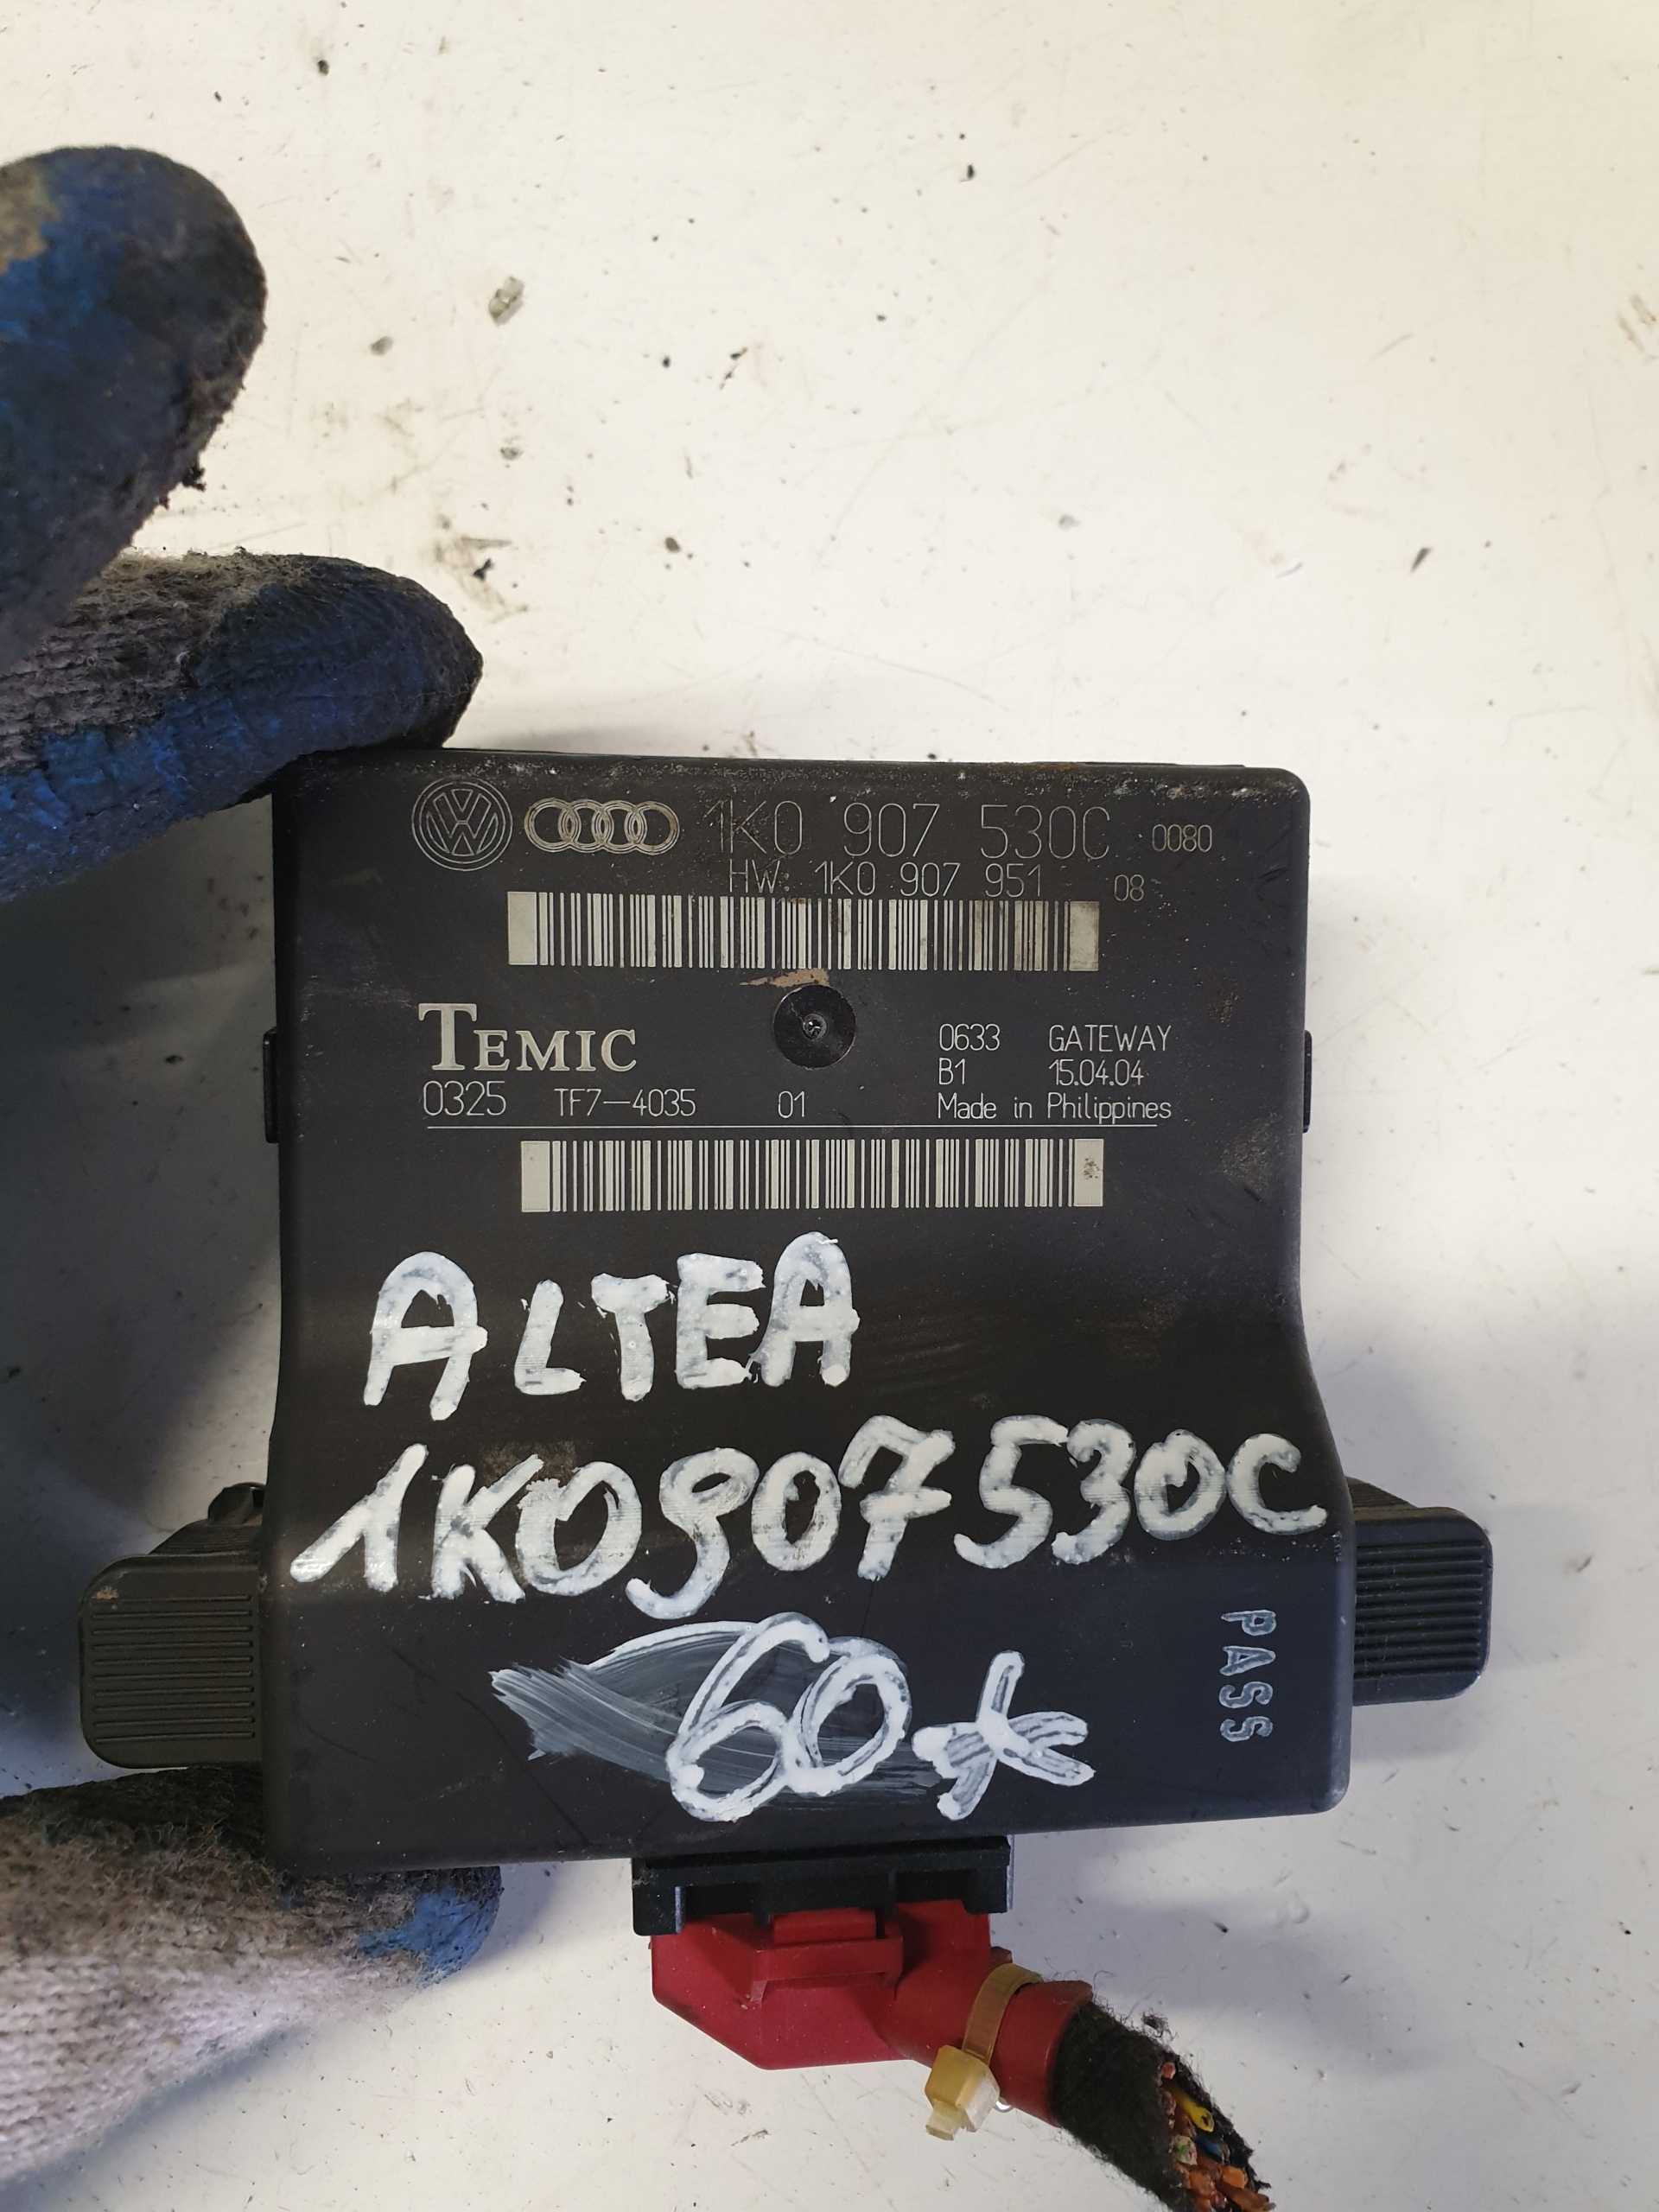 1K0 907 530C 0080
HW: 1K0 907 951 08
TEMIC
0633 GATEWAY
B1 15.04.04
0325 TF7-4035 01 Made in Philippines
ALTEA
1K0907530C
60
PASS